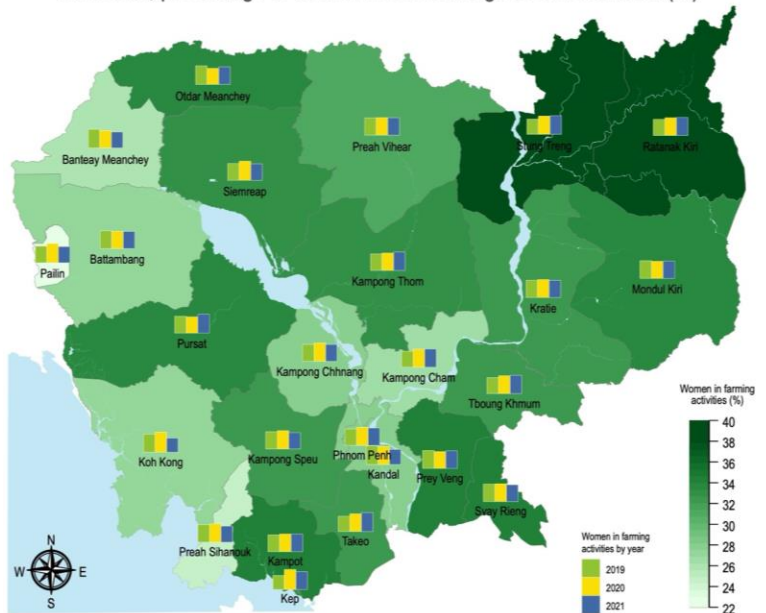 Otdar Meanchey
Banteay Meanchey
Preah Vihear
Stung Treng
Ratanak Kiri
Siemreap
Pailin
Battambang
Kampong Thom
Kratie
Mondul Kiri
Pursat
Kampong Chhnang
Kampong Cham
Tboung Khmum
Koh Kong
Kampong Speu
Phnom Penh
Kandal
Prey Veng
Svay Rieng
Preah Sihanouk
Kampot
Takeo
Kep
N
W E
S
Women in farming
activities by year
2019
2020
2021
Women in farming
activities (%)
40
38
36
34
32
30
28
26
24
22